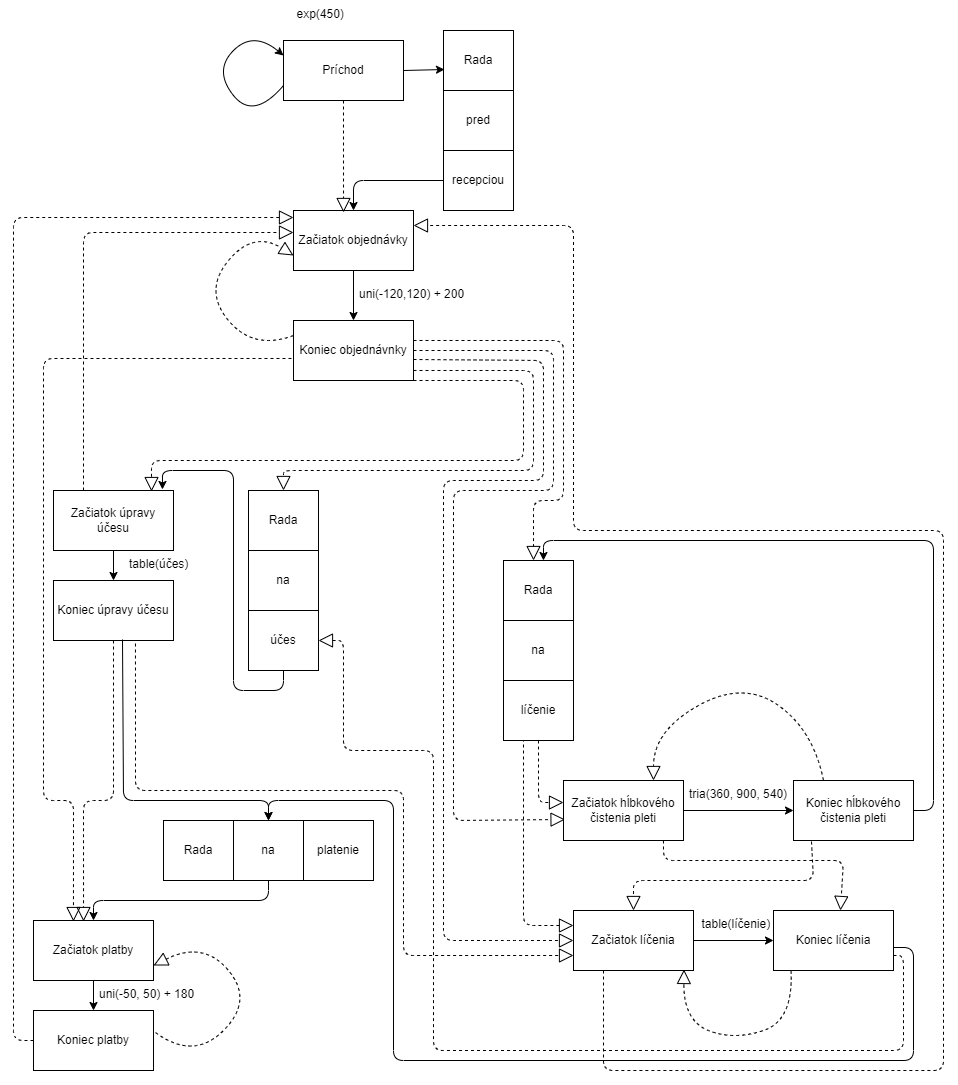 exp(450)
Príchod
Rada
pred
recepciou
Začiatok objednávky
uni(-120,120) + 200
Koniec objednávnky
Začiatok úpravy
účesu
table(účes)
Koniec úpravy účesu
Rada
na
účes
Rada
na
líčenie
Začiatok hĺbkového
čistenia pleti
tria(360, 900, 540)
Koniec hĺbkového
čistenia pleti
Rada
na
platenie
Začiatok líčenia
table(líčenie)
Koniec líčenia
Začiatok platby
uni(-50, 50) + 180
Koniec platby